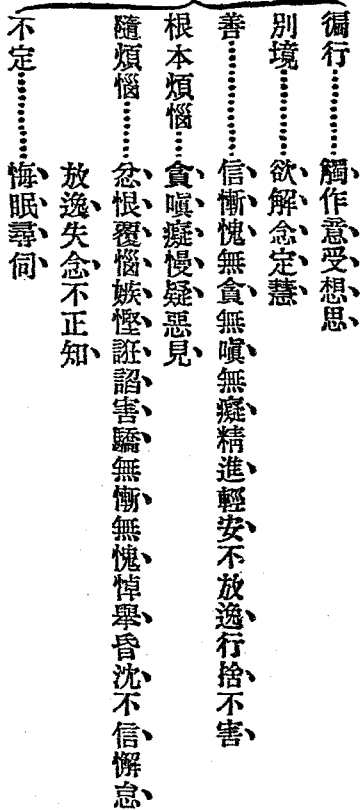 徧行…………觸、作意、受、想、思、
別境…………欲、解、念、定、慧、
善……………信、慚、愧、無貪、無嗔、無癡、精進、輕安、不放逸、行捨、不害、
根本煩惱……貪、嗔、癡、慢、疑、惡見、
隨煩惱………忿、恨、覆、惱、嫉、慳、誑、諂、害、驕、無慚、無愧、悼舉、昏沈、不信、懈怠、
放逸、失念、不正知、
不定…………悔、眠、尋、伺、